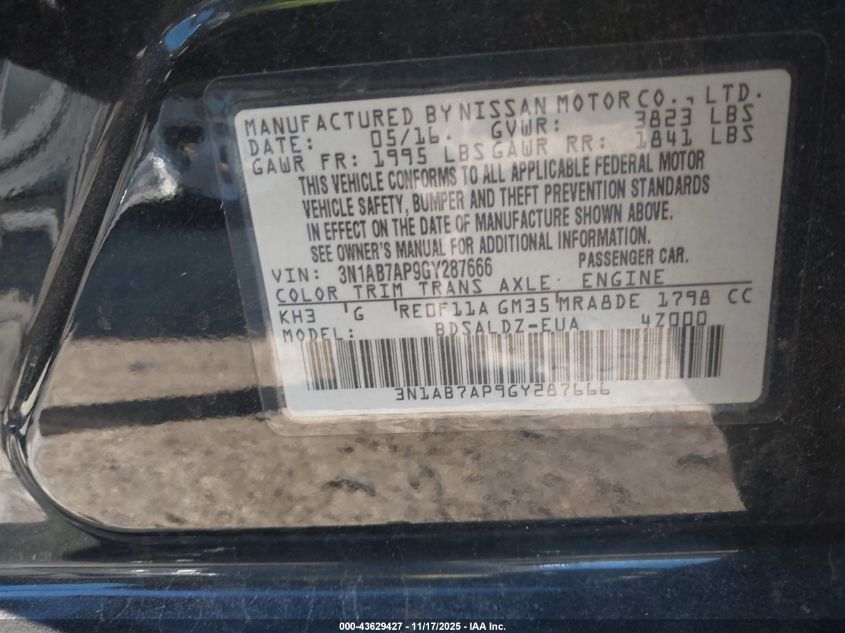 MANUFACTURED BY NISSAN MOTOR CO., LTD.
DATE: 05/16 GVWR: 3823 LBS
GAWR FR: 1995 LBS GAWR RR: 1841 LBS
THIS VEHICLE CONFORMS TO ALL APPLICABLE FEDERAL MOTOR
VEHICLE SAFETY, BUMPER AND THEFT PREVENTION STANDARDS
IN EFFECT ON THE DATE OF MANUFACTURE SHOWN ABOVE.
SEE OWNER'S MANUAL FOR ADDITIONAL INFORMATION.
VIN: 3N1AB7AP9GY287666 PASSENGER CAR.
COLOR TRIM TRANS AXLE ENGINE
KH3 G RE0F11A GM35 MRA8DE 1798 CC
MODEL: BDSALDZ-EUA 4Z000
3N1AB7AP9GY287666
000-43629427 - 11/17/2025 - IAA Inc.